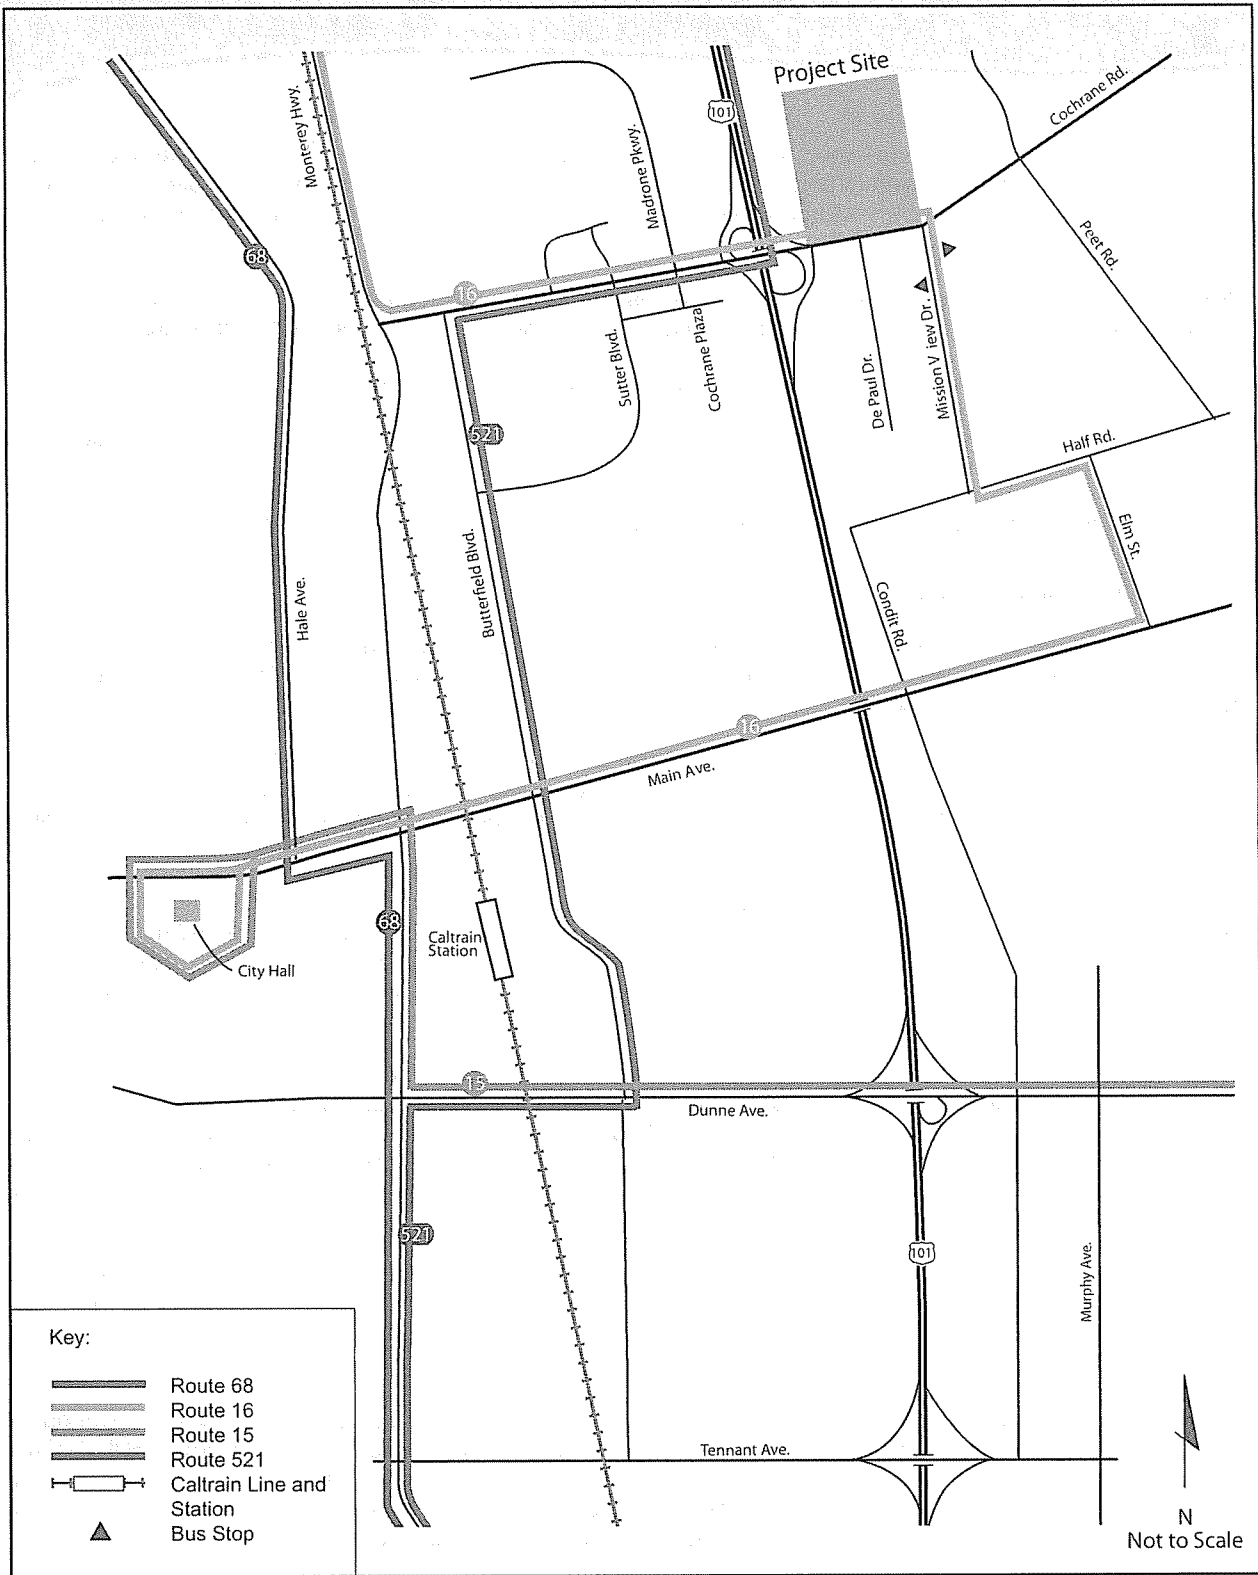 Project Site
101
Cochrane Rd.
Monterey Hwy.
Madrone Pkwy.
68
Peet Rd.
16
Sutter Blvd.
Cochrane Plaza
De Paul Dr.
Mission V iew Dr.
521
Half Rd.
Elm St.
Butterfield Blvd.
Hale Ave.
Condit Rd.
16
Main Ave.
68
Caltrain
Station
City Hall
15
Dunne Ave.
521
101
Murphy Ave.
Tennant Ave.
Key:
Route 68
Route 16
Route 15
Route 521
Caltrain Line and
Station
Bus Stop
N
Not to Scale